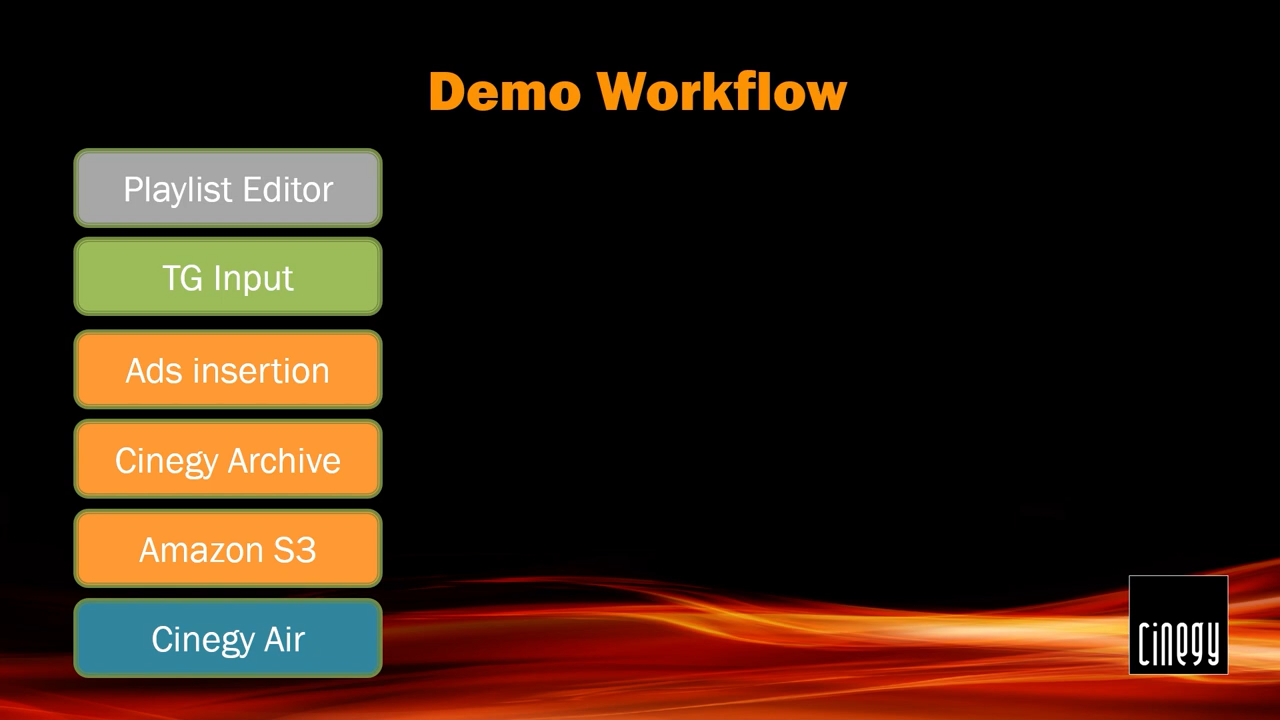 Demo Workflow
Playlist Editor
TG Input
Ads insertion
Cinegy Archive
Amazon S3
Cinegy Air
cinegy